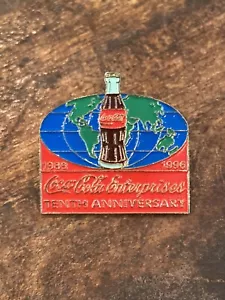 Coca-Cola
1986 1996
Coca-Cola Enterprises
TENTH ANNIVERSARY